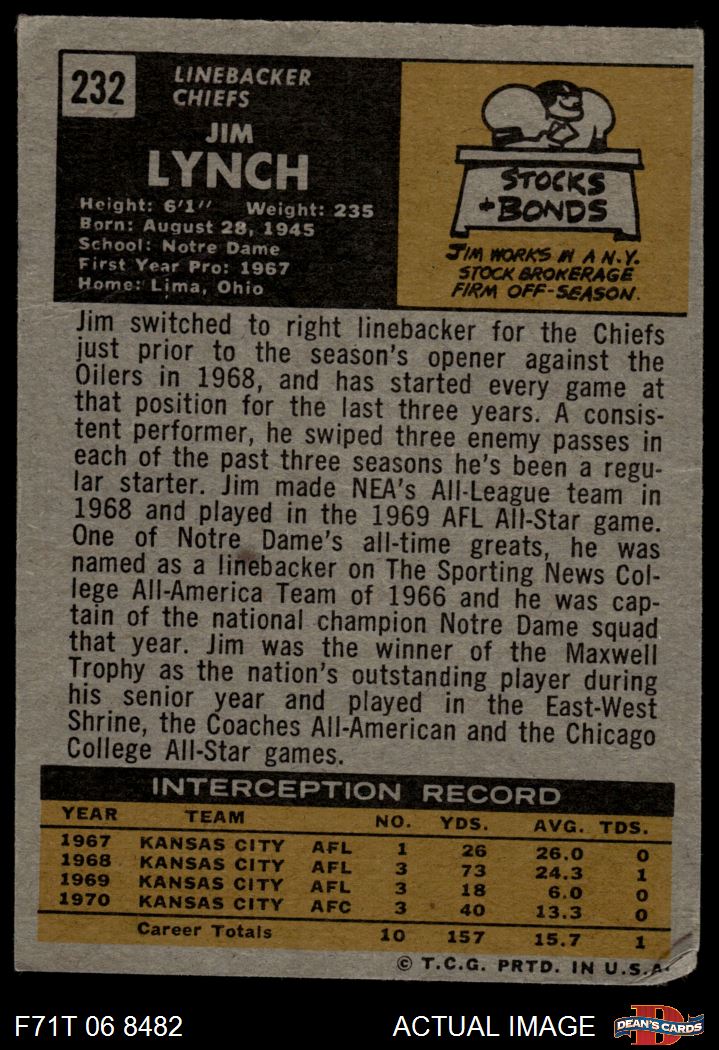 232
LINEBACKER
CHIEFS
JIM
LYNCH
Height: 6'1" Weight: 235
Born: August 28, 1945
School: Notre Dame
First Year Pro: 1967
Home: Lima, Ohio
STOCKS
+BONDS
JIM WORKS IN A N.Y.
STOCK BROKERAGE
FIRM OFF-SEASON.
Jim switched to right linebacker for the Chiefs
just prior to the season's opener against the
Oilers in 1968, and has started every game at
that position for the last three years. A consis-
tent performer, he swiped three enemy passes in
each of the past three seasons he's been a regu-
lar starter. Jim made NEA's All-League team in
1968 and played in the 1969 AFL All-Star game.
One of Notre Dame's all-time greats, he was
named as a linebacker on The Sporting News Col-
lege All-America Team of 1966 and he was cap-
tain of the national champion Notre Dame squad
that year. Jim was the winner of the Maxwell
Trophy as the nation's outstanding player during
his senior year and played in the East-West
Shrine, the Coaches All-American and the Chicago
College All-Star games.
INTERCEPTION RECORD
YEAR TEAM NO. YDS. AVG. TDS.
1967 KANSAS CITY AFL 1 26 26.0 0
1968 KANSAS CITY AFL 3 73 24.3 1
1969 KANSAS CITY AFL 3 18 6.0 0
1970 KANSAS CITY AFC 3 40 13.3 0
Career Totals 10 157 15.7 1
© T.C.G. PRTD. IN U.S.A.
F71T 06 8482 ACTUAL IMAGE D DEAN'S CARDS